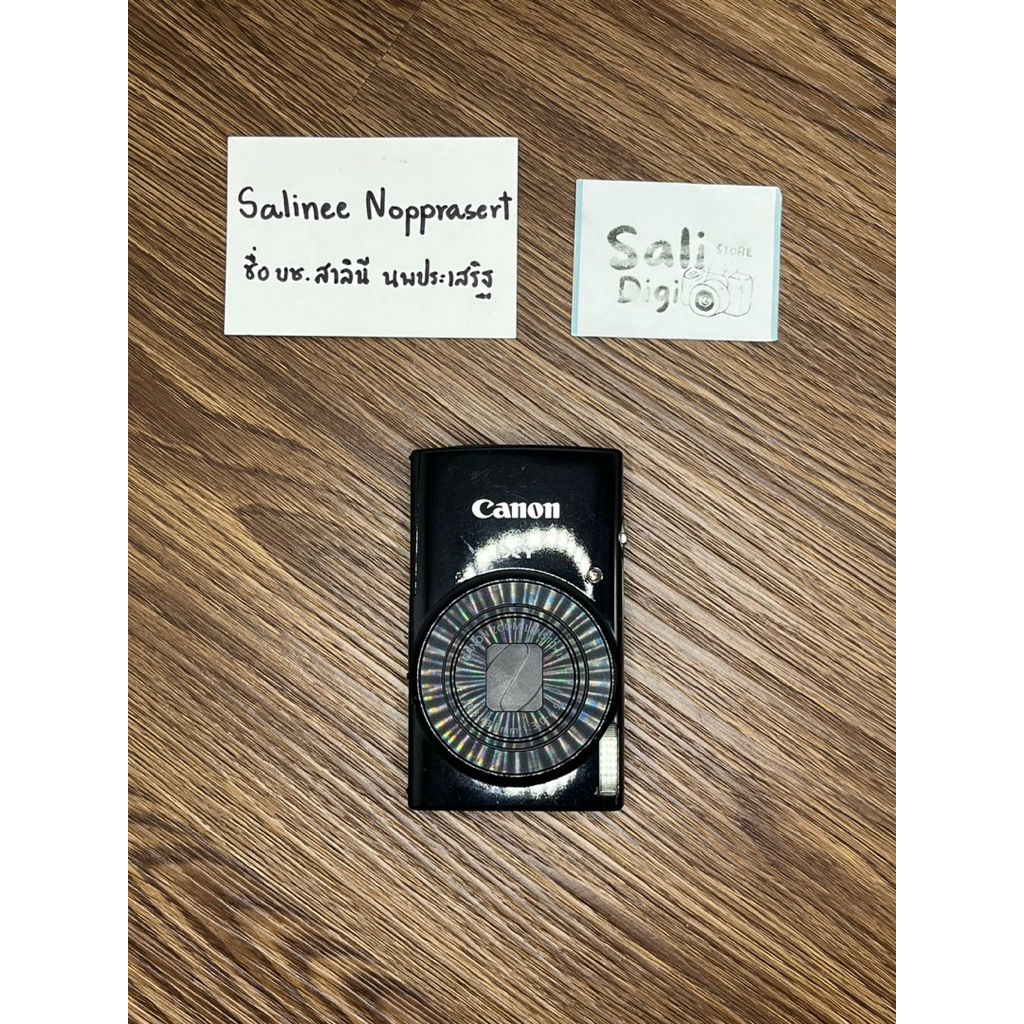 Salinee Nopprasert
ชื่อ บช. สาลินี นพประเสริฐ
Sali STORE
Digi
Canon